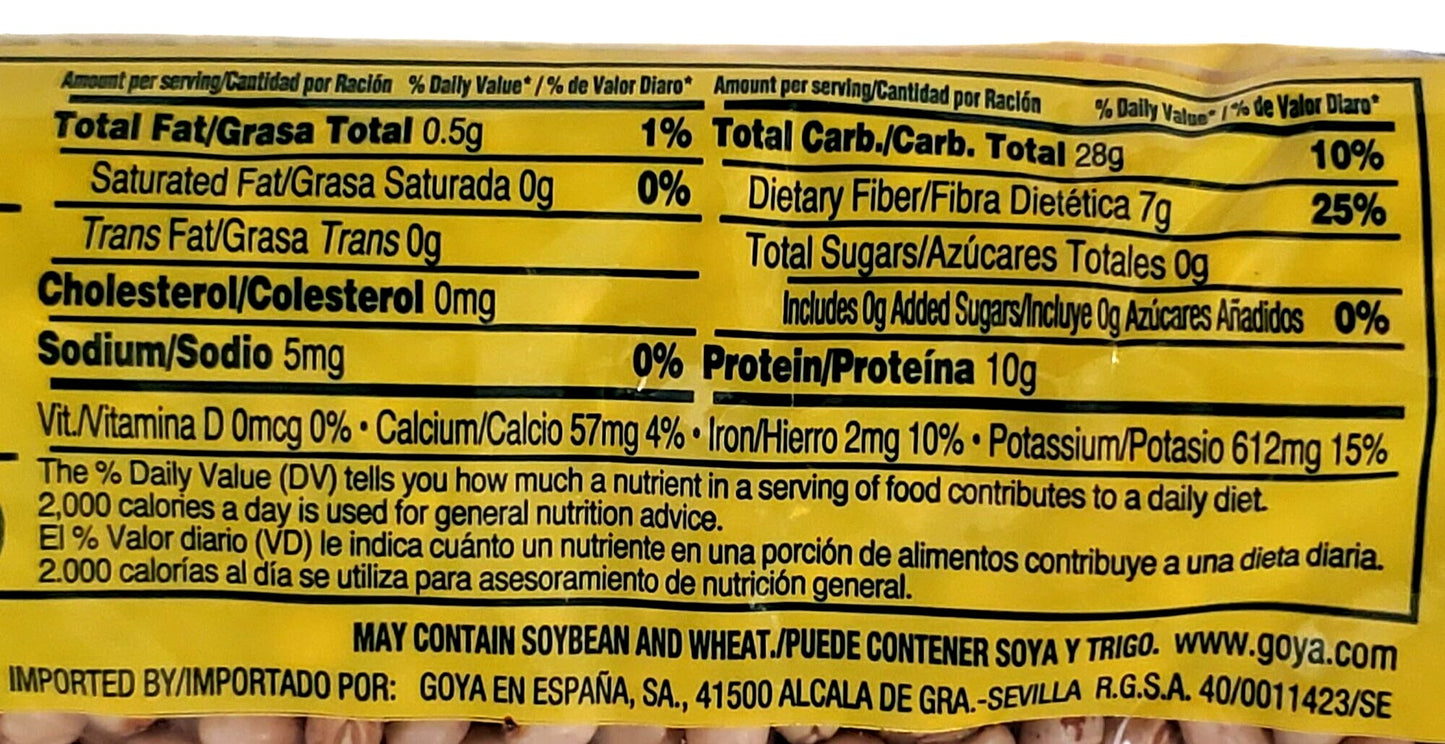 Amount per serving/Cantidad por Ración % Daily Value* / % de Valor Diaro*
Total Fat/Grasa Total 0.5g 1%
Saturated Fat/Grasa Saturada 0g 0%
Trans Fat/Grasa Trans 0g
Cholesterol/Colesterol 0mg
Sodium/Sodio 5mg 0%
Amount per serving/Cantidad por Ración % Daily Value* / % de Valor Diaro*
Total Carb./Carb. Total 28g 10%
Dietary Fiber/Fibra Dietética 7g 25%
Total Sugars/Azúcares Totales 0g
Includes 0g Added Sugars/Incluye 0g Azúcares Añadidos 0%
Protein/Proteína 10g
Vit./Vitamina D 0mcg 0% • Calcium/Calcio 57mg 4% • Iron/Hierro 2mg 10% • Potassium/Potasio 612mg 15%
The % Daily Value (DV) tells you how much a nutrient in a serving of food contributes to a daily diet.
2,000 calories a day is used for general nutrition advice.
El % Valor diario (VD) le indica cuánto un nutriente en una porción de alimentos contribuye a una dieta diaria.
2.000 calorías al día se utiliza para asesoramiento de nutrición general.
MAY CONTAIN SOYBEAN AND WHEAT./PUEDE CONTENER SOYA Y TRIGO. www.goya.com
IMPORTED BY/IMPORTADO POR: GOYA EN ESPAÑA, SA., 41500 ALCALA DE GRA.-SEVILLA R.G.S.A. 40/0011423/SE